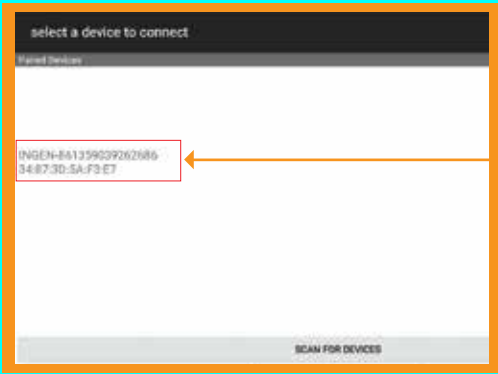 select a device to connect
Paired Devices
INGEN-861359039262686
34:87:3D:5A:F3:E7
SCAN FOR DEVICES